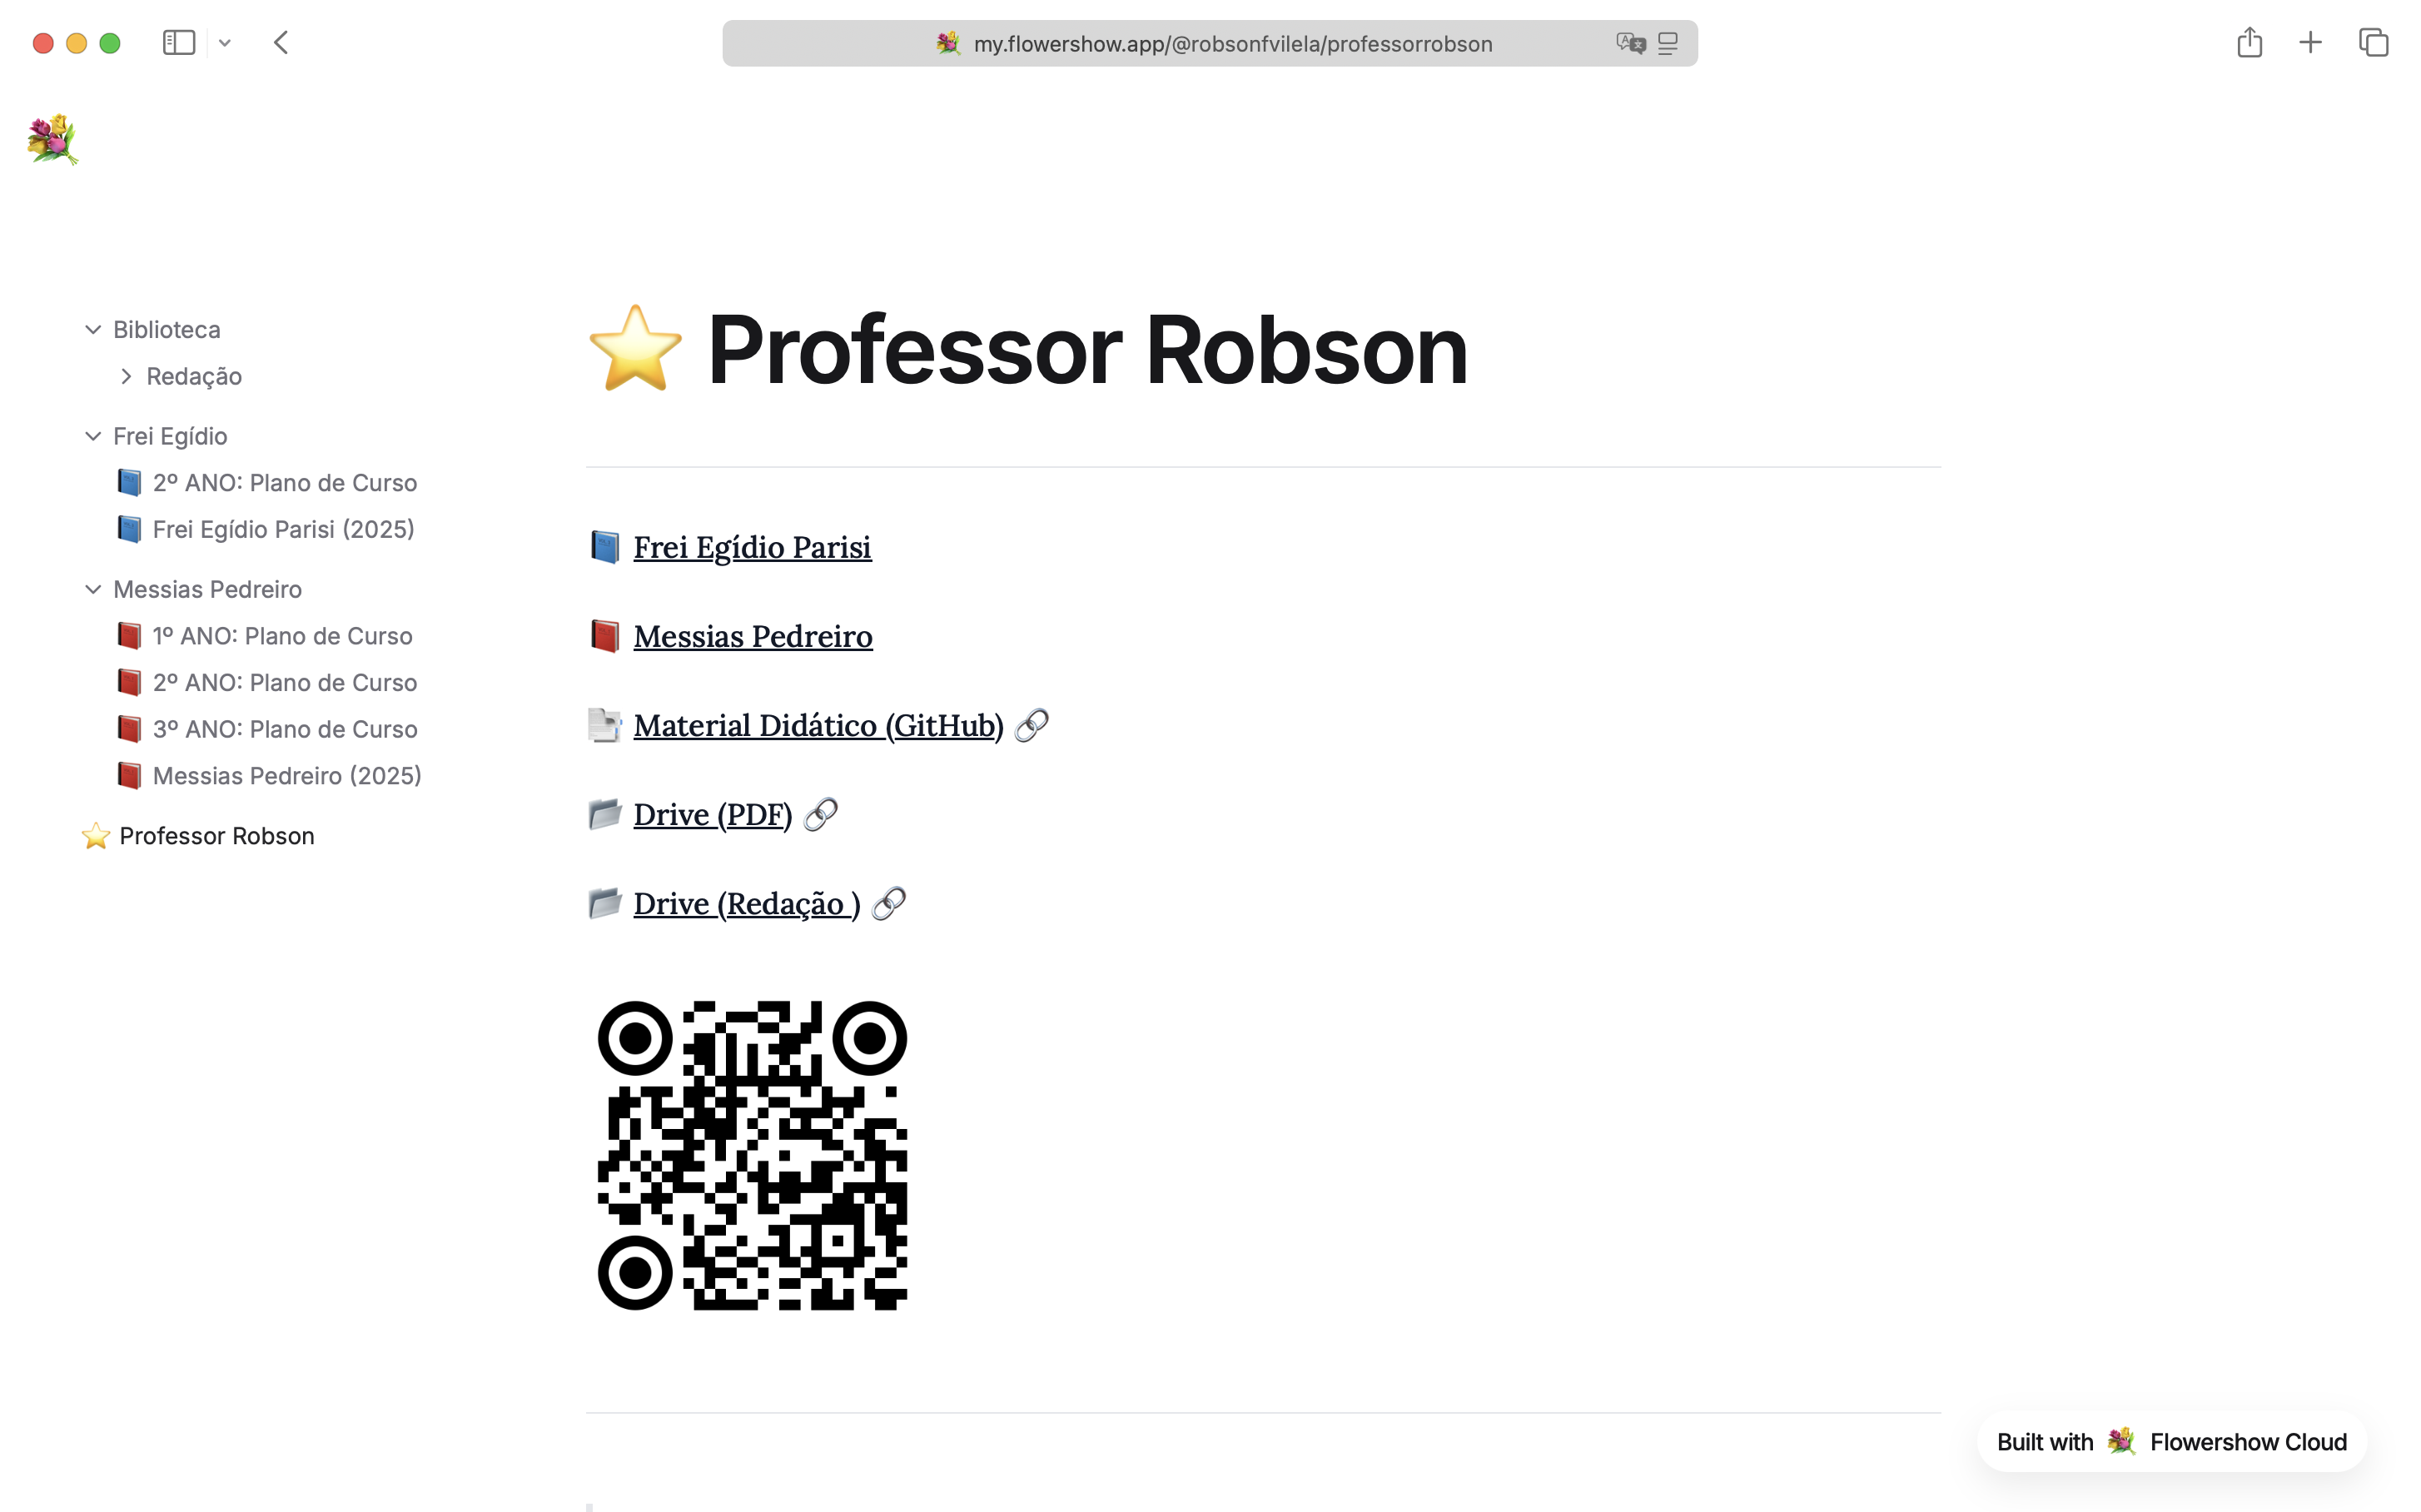 my.flowershow.app/@robsonfvilela/professorrobson
Biblioteca
Redação
Frei Egídio
2º ANO: Plano de Curso
Frei Egídio Parisi (2025)
Messias Pedreiro
1º ANO: Plano de Curso
2º ANO: Plano de Curso
3º ANO: Plano de Curso
Messias Pedreiro (2025)
Professor Robson
Professor Robson
Frei Egídio Parisi
Messias Pedreiro
Material Didático (GitHub)
Drive (PDF)
Drive (Redação )
Built with Flowershow Cloud